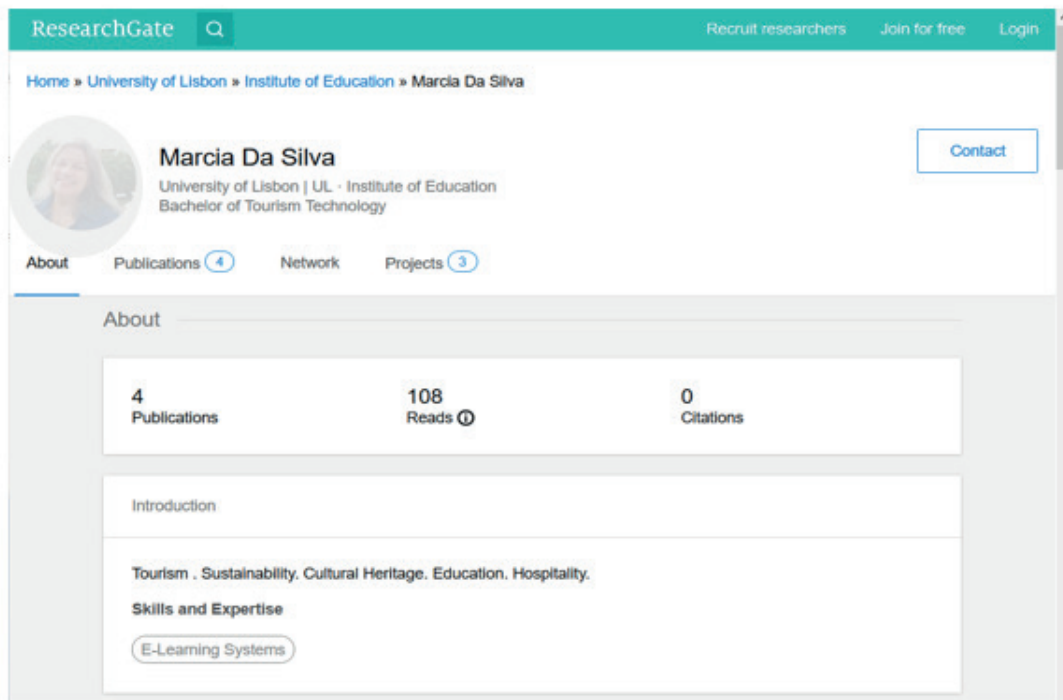 ResearchGate
Recruit researchers Join for free Login
Home » University of Lisbon » Institute of Education » Marcia Da Silva
Marcia Da Silva
Contact
University of Lisbon | UL · Institute of Education
Bachelor of Tourism Technology
About Publications 4 Network Projects 3
About
4 108 0
Publications Reads Citations
Introduction
Tourism . Sustainability. Cultural Heritage. Education. Hospitality.
Skills and Expertise
E-Learning Systems